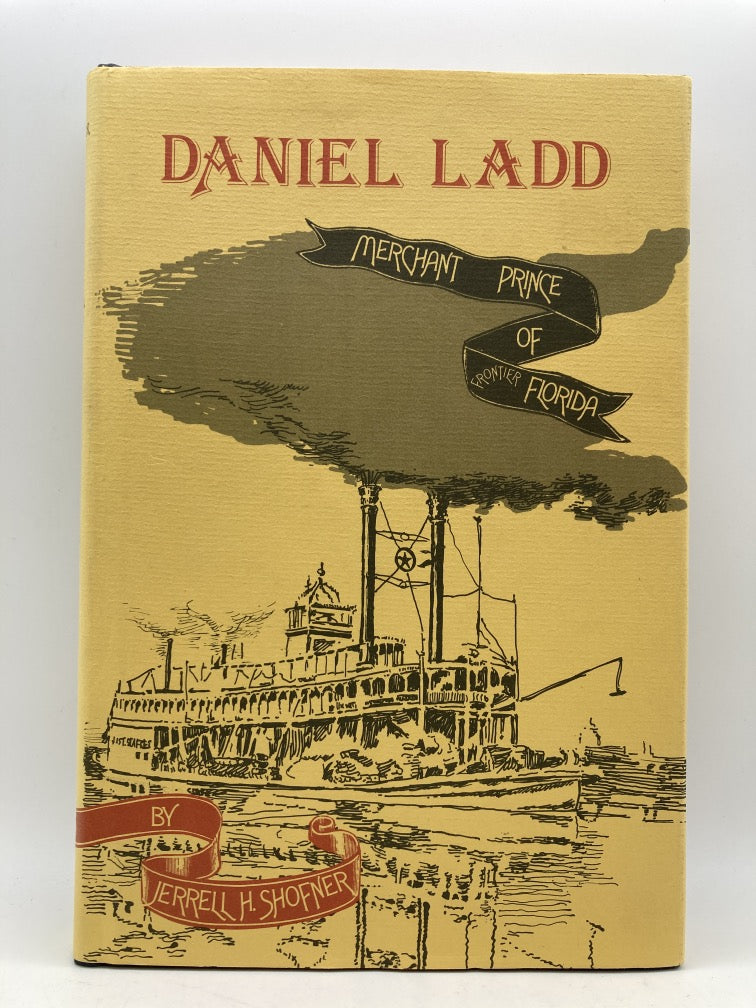 DANIEL LADD
MERCHANT PRINCE
OF
FRONTIER FLORIDA
BY
JERRELL H. SHOFNER